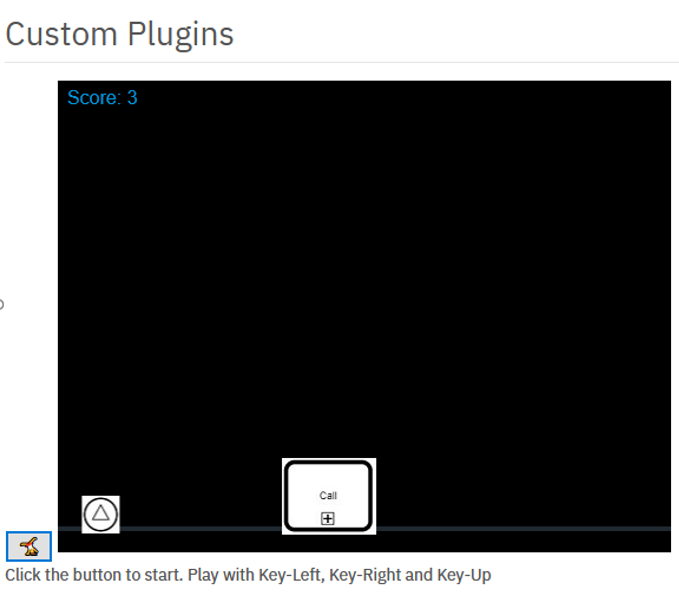 Custom Plugins
Score: 3
Call
Click the button to start. Play with Key-Left, Key-Right and Key-Up